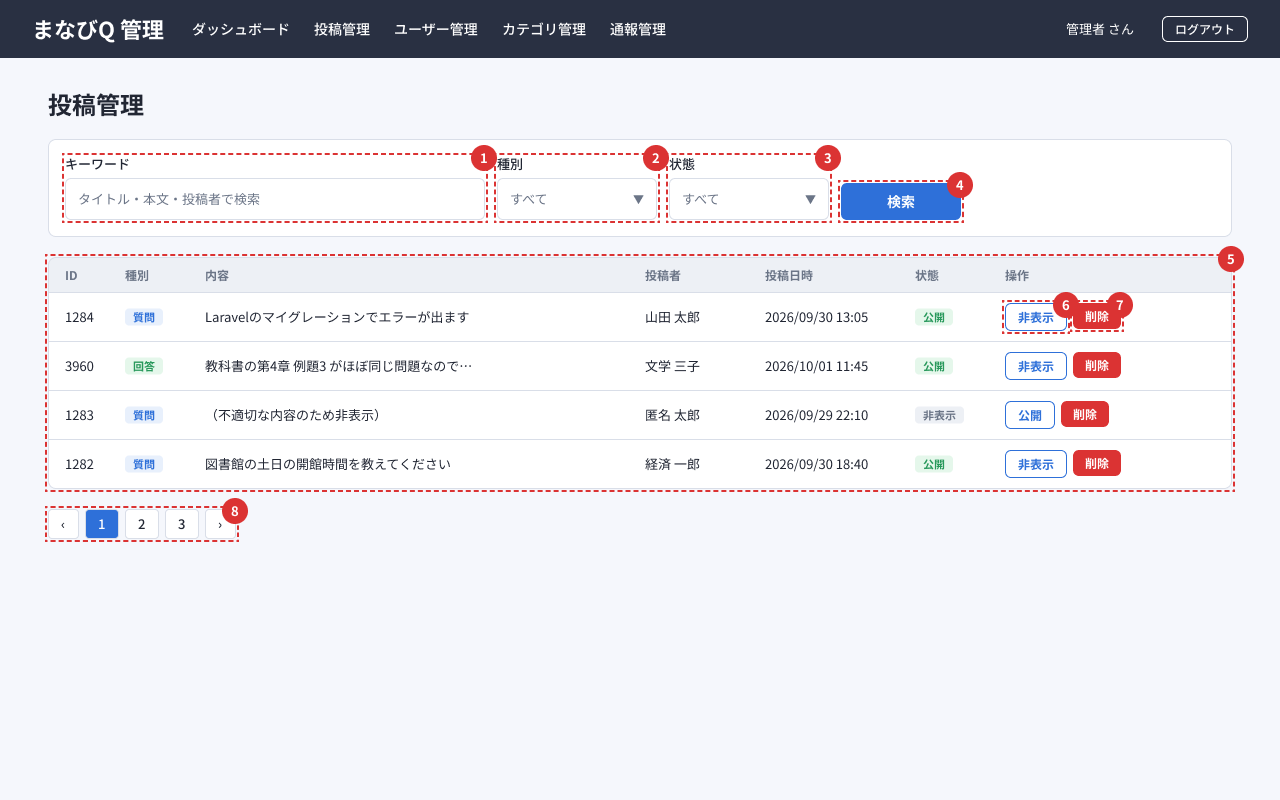 まなびQ 管理 ダッシュボード 投稿管理 ユーザー管理 カテゴリ管理 通報管理 管理者 さん ログアウト
投稿管理
キーワード 1 種別 2 状態 3
タイトル・本文・投稿者で検索 すべて ▼ すべて ▼ 検索 4
5
ID 種別 内容 投稿者 投稿日時 状態 操作
1284 質問 Laravelのマイグレーションでエラーが出ます 山田 太郎 2026/09/30 13:05 公開 非表示 6 削除 7
3960 回答 教科書の第4章 例題3 がほぼ同じ問題なので… 文学 三子 2026/10/01 11:45 公開 非表示 削除
1283 質問 （不適切な内容のため非表示） 匿名 太郎 2026/09/29 22:10 非表示 公開 削除
1282 質問 図書館の土日の開館時間を教えてください 経済 一郎 2026/09/30 18:40 公開 非表示 削除
‹ 1 2 3 › 8